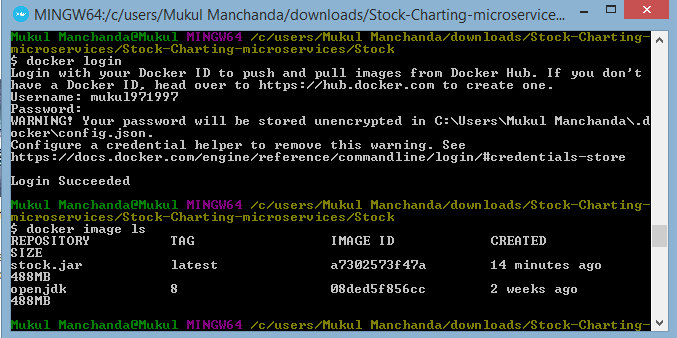 MINGW64:/c/users/Mukul Manchanda/downloads/Stock-Charting-microservice...
Mukul Manchanda@Mukul MINGW64 /c/users/Mukul Manchanda/downloads/Stock-Charting-
microservices/Stock-Charting-microservices/Stock
$ docker login
Login with your Docker ID to push and pull images from Docker Hub. If you don't
have a Docker ID, head over to https://hub.docker.com to create one.
Username: mukul971997
Password:
WARNING! Your password will be stored unencrypted in C:\Users\Mukul Manchanda\.d
ocker\config.json.
Configure a credential helper to remove this warning. See
https://docs.docker.com/engine/reference/commandline/login/#credentials-store
Login Succeeded
Mukul Manchanda@Mukul MINGW64 /c/users/Mukul Manchanda/downloads/Stock-Charting-
microservices/Stock-Charting-microservices/Stock
$ docker image ls
REPOSITORY TAG IMAGE ID CREATED
SIZE
stock.jar latest a7302573f47a 14 minutes ago
488MB
openjdk 8 08ded5f856cc 2 weeks ago
488MB
Mukul Manchanda@Mukul MINGW64 /c/users/Mukul Manchanda/downloads/Stock-Charting-